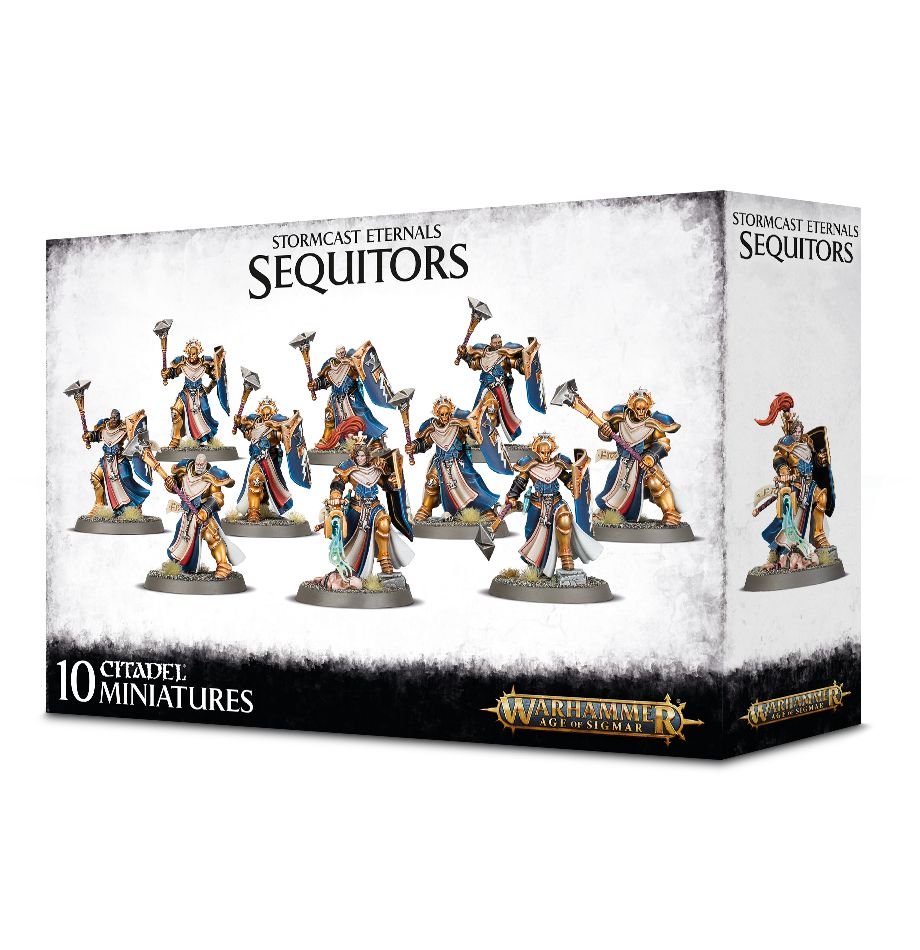 STORMCAST ETERNALS
SEQUITORS
10 CITADEL
MINIATURES
WARHAMMER
AGE OF SIGMAR
STORMCAST ETERNALS
SEQUITORS
WARHAMMER
AGE OF SIGMAR